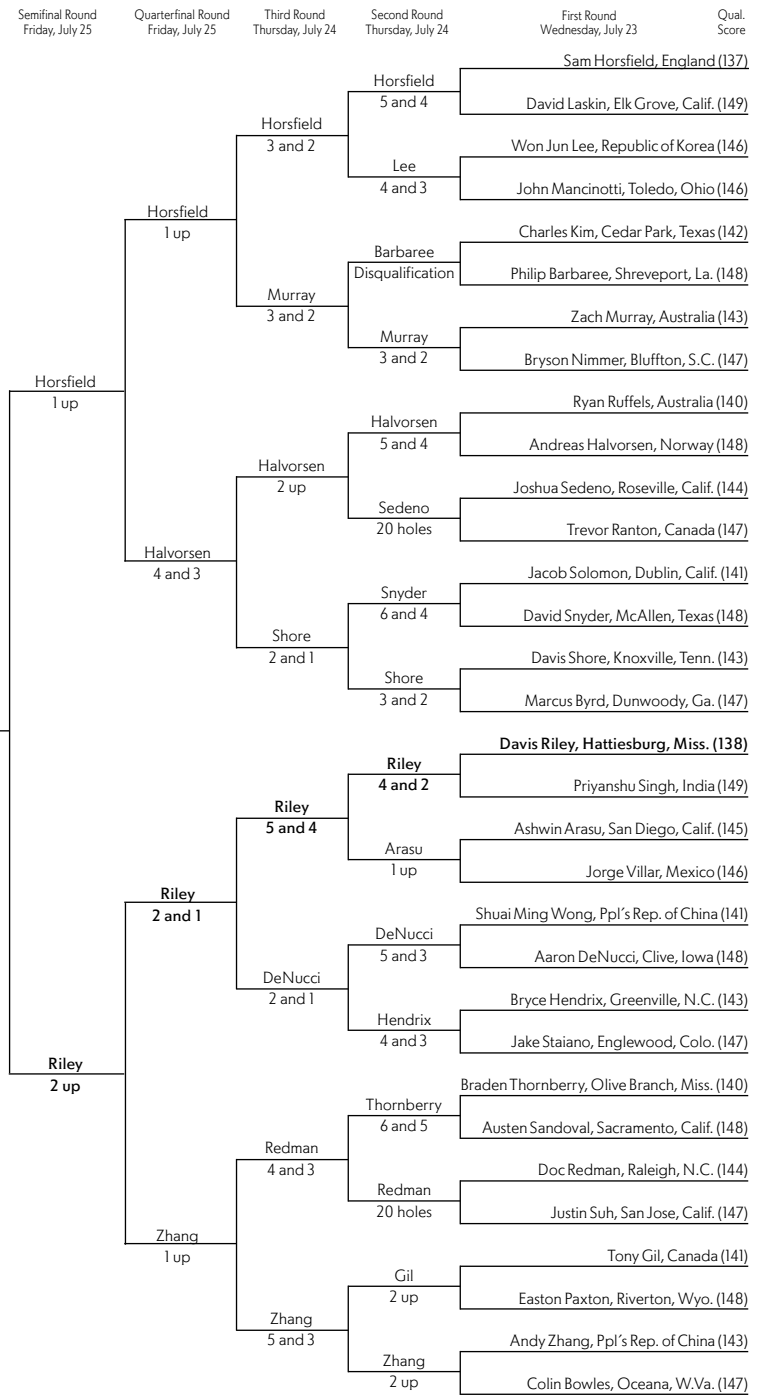 Semifinal Round
Friday, July 25
Quarterfinal Round
Friday, July 25
Third Round
Thursday, July 24
Second Round
Thursday, July 24
First Round
Wednesday, July 23
Qual.
Score
Sam Horsfield, England (137)
Horsfield
5 and 4
David Laskin, Elk Grove, Calif. (149)
Horsfield
3 and 2
Won Jun Lee, Republic of Korea (146)
Lee
4 and 3
John Mancinotti, Toledo, Ohio (146)
Horsfield
1 up
Charles Kim, Cedar Park, Texas (142)
Barbaree
Disqualification
Philip Barbaree, Shreveport, La. (148)
Murray
3 and 2
Zach Murray, Australia (143)
Murray
3 and 2
Bryson Nimmer, Bluffton, S.C. (147)
Horsfield
1 up
Ryan Ruffels, Australia (140)
Halvorsen
5 and 4
Andreas Halvorsen, Norway (148)
Halvorsen
2 up
Joshua Sedeno, Roseville, Calif. (144)
Sedeno
20 holes
Trevor Ranton, Canada (147)
Halvorsen
4 and 3
Jacob Solomon, Dublin, Calif. (141)
Snyder
6 and 4
David Snyder, McAllen, Texas (148)
Shore
2 and 1
Davis Shore, Knoxville, Tenn. (143)
Shore
3 and 2
Marcus Byrd, Dunwoody, Ga. (147)
Davis Riley, Hattiesburg, Miss. (138)
Riley
4 and 2
Priyanshu Singh, India (149)
Riley
5 and 4
Ashwin Arasu, San Diego, Calif. (145)
Arasu
1 up
Jorge Villar, Mexico (146)
Riley
2 and 1
Shuai Ming Wong, Ppl's Rep. of China (141)
DeNucci
5 and 3
Aaron DeNucci, Clive, Iowa (148)
DeNucci
2 and 1
Bryce Hendrix, Greenville, N.C. (143)
Hendrix
4 and 3
Jake Staiano, Englewood, Colo. (147)
Riley
2 up
Braden Thornberry, Olive Branch, Miss. (140)
Thornberry
6 and 5
Austen Sandoval, Sacramento, Calif. (148)
Redman
4 and 3
Doc Redman, Raleigh, N.C. (144)
Redman
20 holes
Justin Suh, San Jose, Calif. (147)
Zhang
1 up
Tony Gil, Canada (141)
Gil
2 up
Easton Paxton, Riverton, Wyo. (148)
Zhang
5 and 3
Andy Zhang, Ppl's Rep. of China (143)
Zhang
2 up
Colin Bowles, Oceana, W.Va. (147)